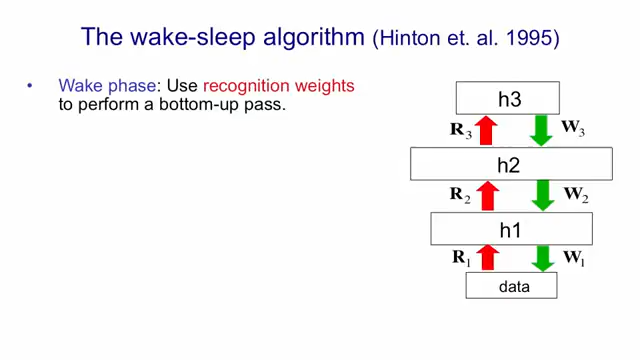 The wake-sleep algorithm (Hinton et. al. 1995)
• Wake phase: Use recognition weights
to perform a bottom-up pass.
h3
R3 W3
h2
R2 W2
h1
R1 W1
data